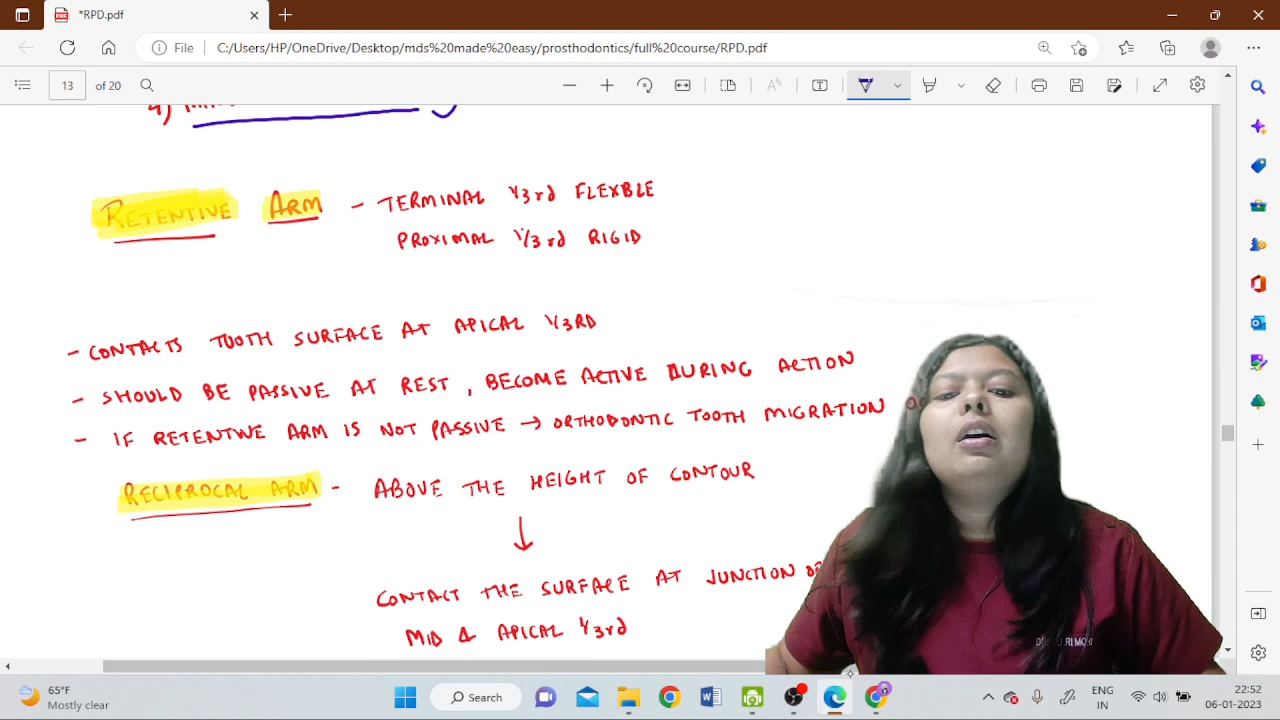 *RPD.pdf
File
C:/Users/HP/OneDrive/Desktop/mds%20made%20easy/prosthodontics/full%20course/RPD.pdf
13 of 20
4)
RETENTIVE ARM - TERMINAL 1/3rd FLEXBLE
PROXIMAL 1/3rd RIGID
- CONTACTS TOOTH SURFACE AT APICAL 1/3RD
- SHOULD BE PASSIVE AT REST, BECOME ACTIVE DURING ACTION
- IF RETENTIVE ARM IS NOT PASSIVE → ORTHODONTIC TOOTH MIGRATION
RECIPROCAL ARM - ABOVE THE HEIGHT OF CONTOUR
↓
CONTACT THE SURFACE AT JUNCTION OF
MID & APICAL 1/3rd
65°F
Mostly clear
Search
ENG
IN
22:52
06-01-2023